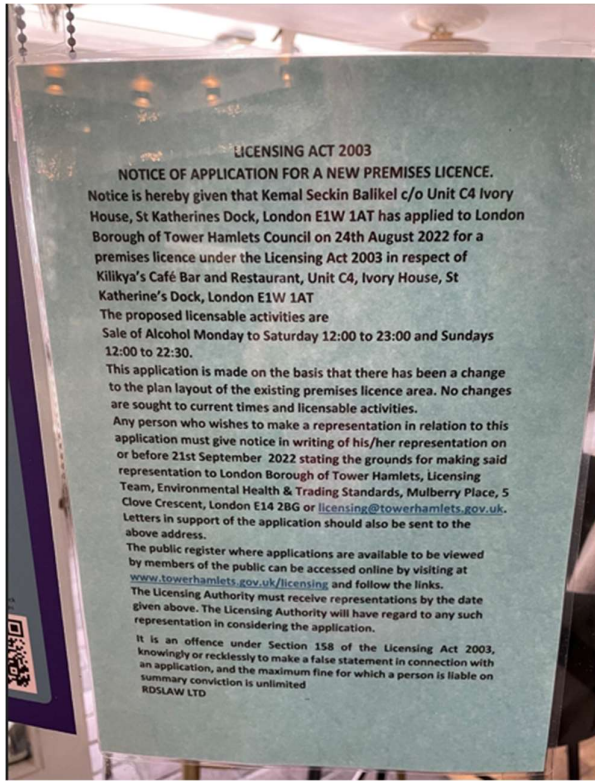 LICENSING ACT 2003
NOTICE OF APPLICATION FOR A NEW PREMISES LICENCE.
Notice is hereby given that Kemal Seckin Balikel c/o Unit C4 Ivory
House, St Katherines Dock, London E1W 1AT has applied to London
Borough of Tower Hamlets Council on 24th August 2022 for a
premises licence under the Licensing Act 2003 in respect of
Kilikya's Café Bar and Restaurant, Unit C4, Ivory House, St
Katherine's Dock, London E1W 1AT
The proposed licensable activities are
Sale of Alcohol Monday to Saturday 12:00 to 23:00 and Sundays
12:00 to 22:30.
This application is made on the basis that there has been a change
to the plan layout of the existing premises licence area. No changes
are sought to current times and licensable activities.
Any person who wishes to make a representation in relation to this
application must give notice in writing of his/her representation on
or before 21st September 2022 stating the grounds for making said
representation to London Borough of Tower Hamlets, Licensing
Team, Environmental Health & Trading Standards, Mulberry Place, 5
Clove Crescent, London E14 2BG or licensing@towerhamlets.gov.uk.
Letters in support of the application should also be sent to the
above address.
The public register where applications are available to be viewed
by members of the public can be accessed online by visiting at
www.towerhamlets.gov.uk/licensing and follow the links.
The Licensing Authority must receive representations by the date
given above. The Licensing Authority will have regard to any such
representation in considering the application.
It is an offence under Section 158 of the Licensing Act 2003,
knowingly or recklessly to make a false statement in connection with
an application, and the maximum fine for which a person is liable on
summary conviction is unlimited
RDSLAW LTD